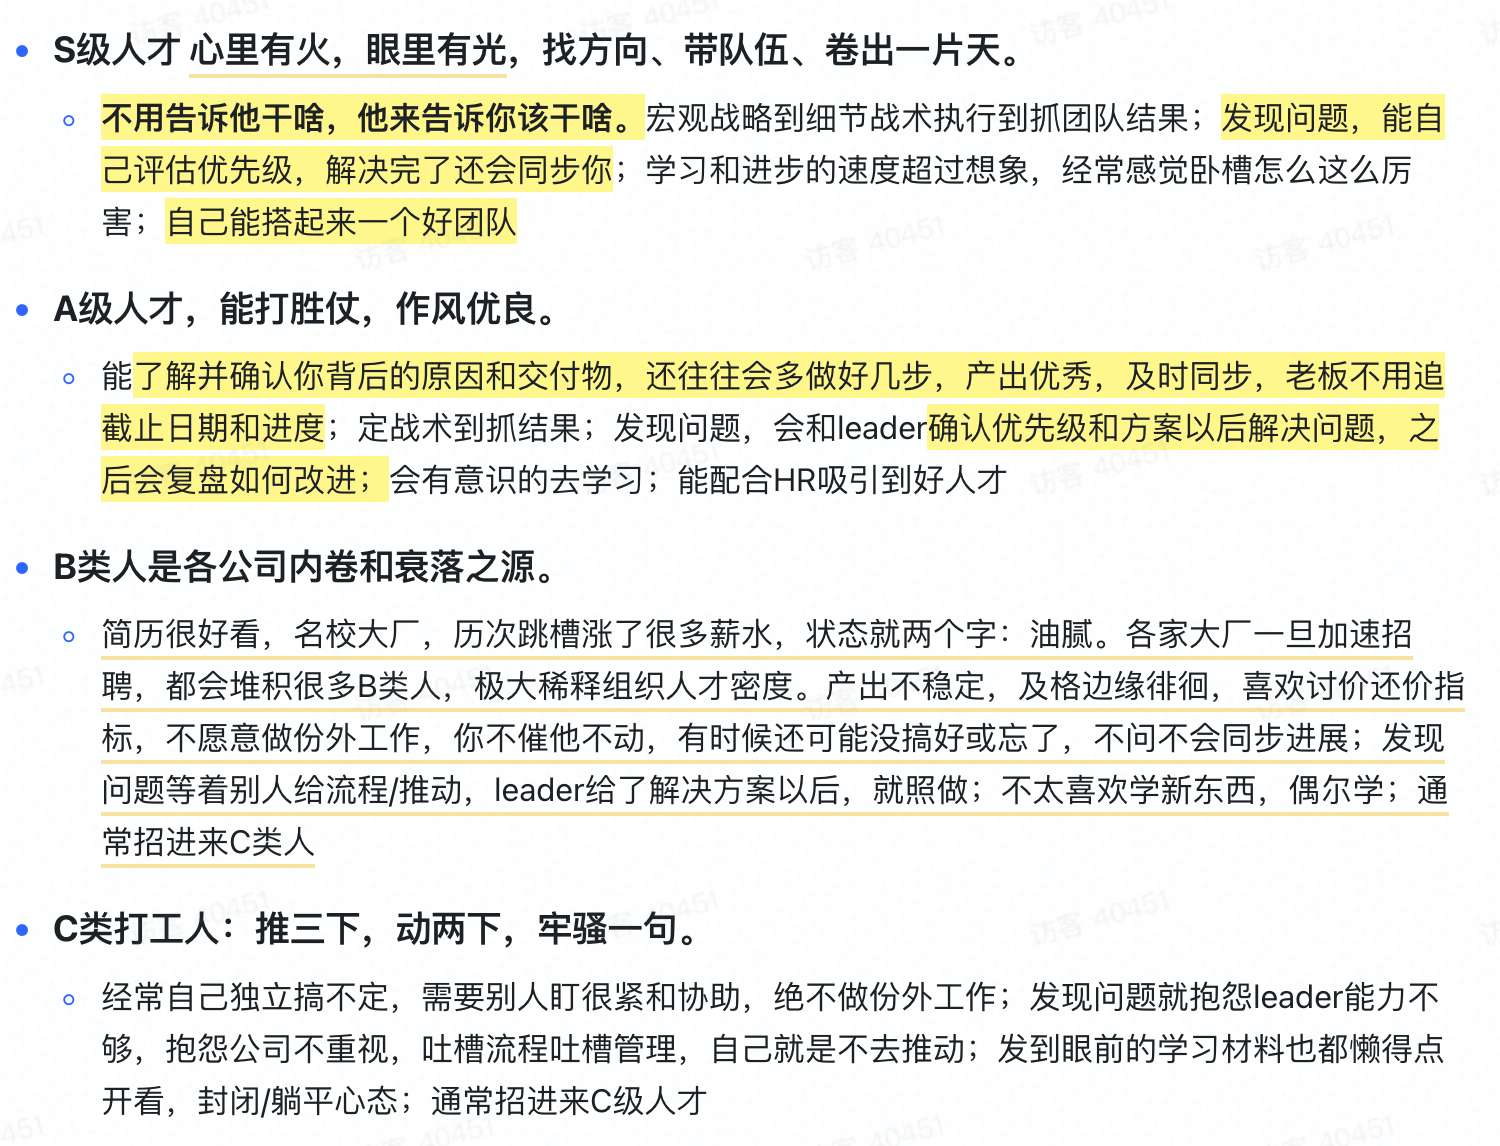 S级人才 心里有火，眼里有光，找方向、带队伍、卷出一片天。
不用告诉他干啥，他来告诉你该干啥。宏观战略到细节战术执行到抓团队结果；发现问题，能自
己评估优先级，解决完了还会同步你；学习和进步的速度超过想象，经常感觉卧槽怎么这么厉
害；自己能搭起来一个好团队
A级人才，能打胜仗，作风优良。
能了解并确认你背后的原因和交付物，还往往会多做好几步，产出优秀，及时同步，老板不用追
截止日期和进度；定战术到抓结果；发现问题，会和leader确认优先级和方案以后解决问题，之
后会复盘如何改进；会有意识的去学习；能配合HR吸引到好人才
B类人是各公司内卷和衰落之源。
简历很好看，名校大厂，历次跳槽涨了很多薪水，状态就两个字：油腻。各家大厂一旦加速招
聘，都会堆积很多B类人，极大稀释组织人才密度。产出不稳定，及格边缘徘徊，喜欢讨价还价指
标，不愿意做份外工作，你不催他不动，有时候还可能没搞好或忘了，不问不会同步进展；发现
问题等着别人给流程/推动，leader给了解决方案以后，就照做；不太喜欢学新东西，偶尔学；通
常招进来C类人
C类打工人：推三下，动两下，牢骚一句。
经常自己独立搞不定，需要别人盯很紧和协助，绝不做份外工作；发现问题就抱怨leader能力不
够，抱怨公司不重视，吐槽流程吐槽管理，自己就是不去推动；发到眼前的学习材料也都懒得点
开看，封闭/躺平心态；通常招进来C级人才
访客 40451